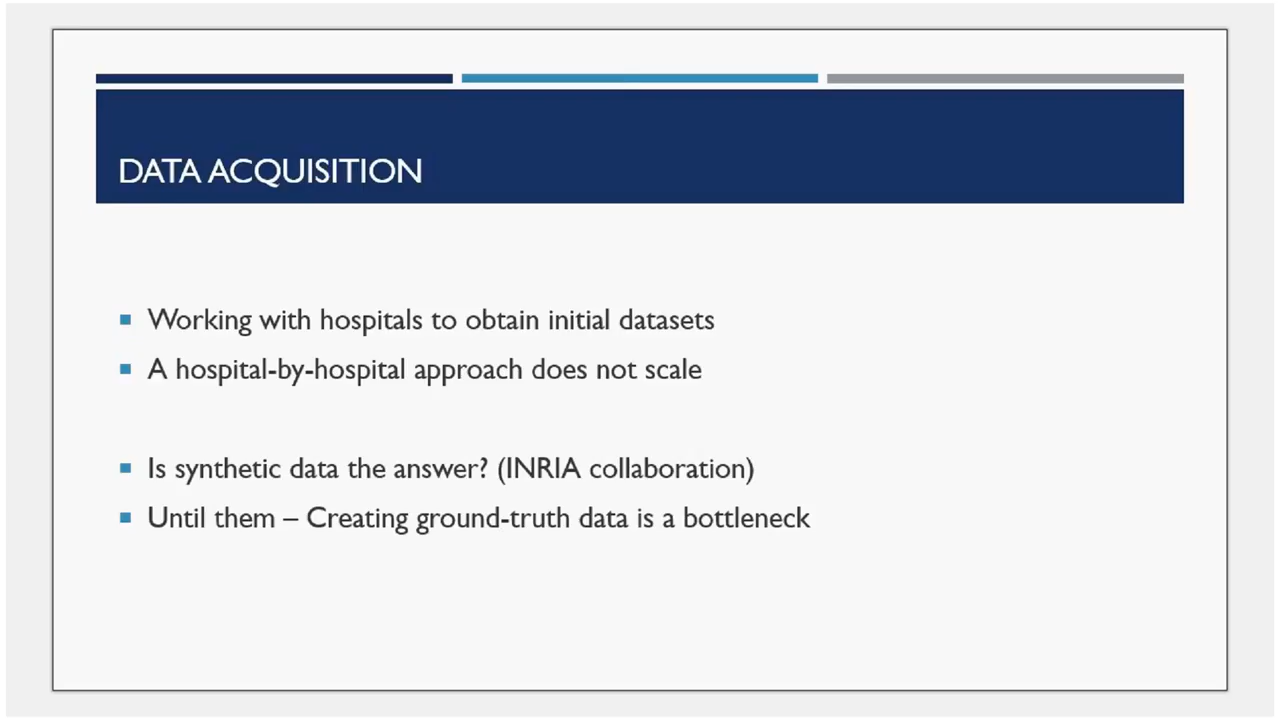 DATA ACQUISITION
Working with hospitals to obtain initial datasets
A hospital-by-hospital approach does not scale
Is synthetic data the answer? (INRIA collaboration)
Until them – Creating ground-truth data is a bottleneck